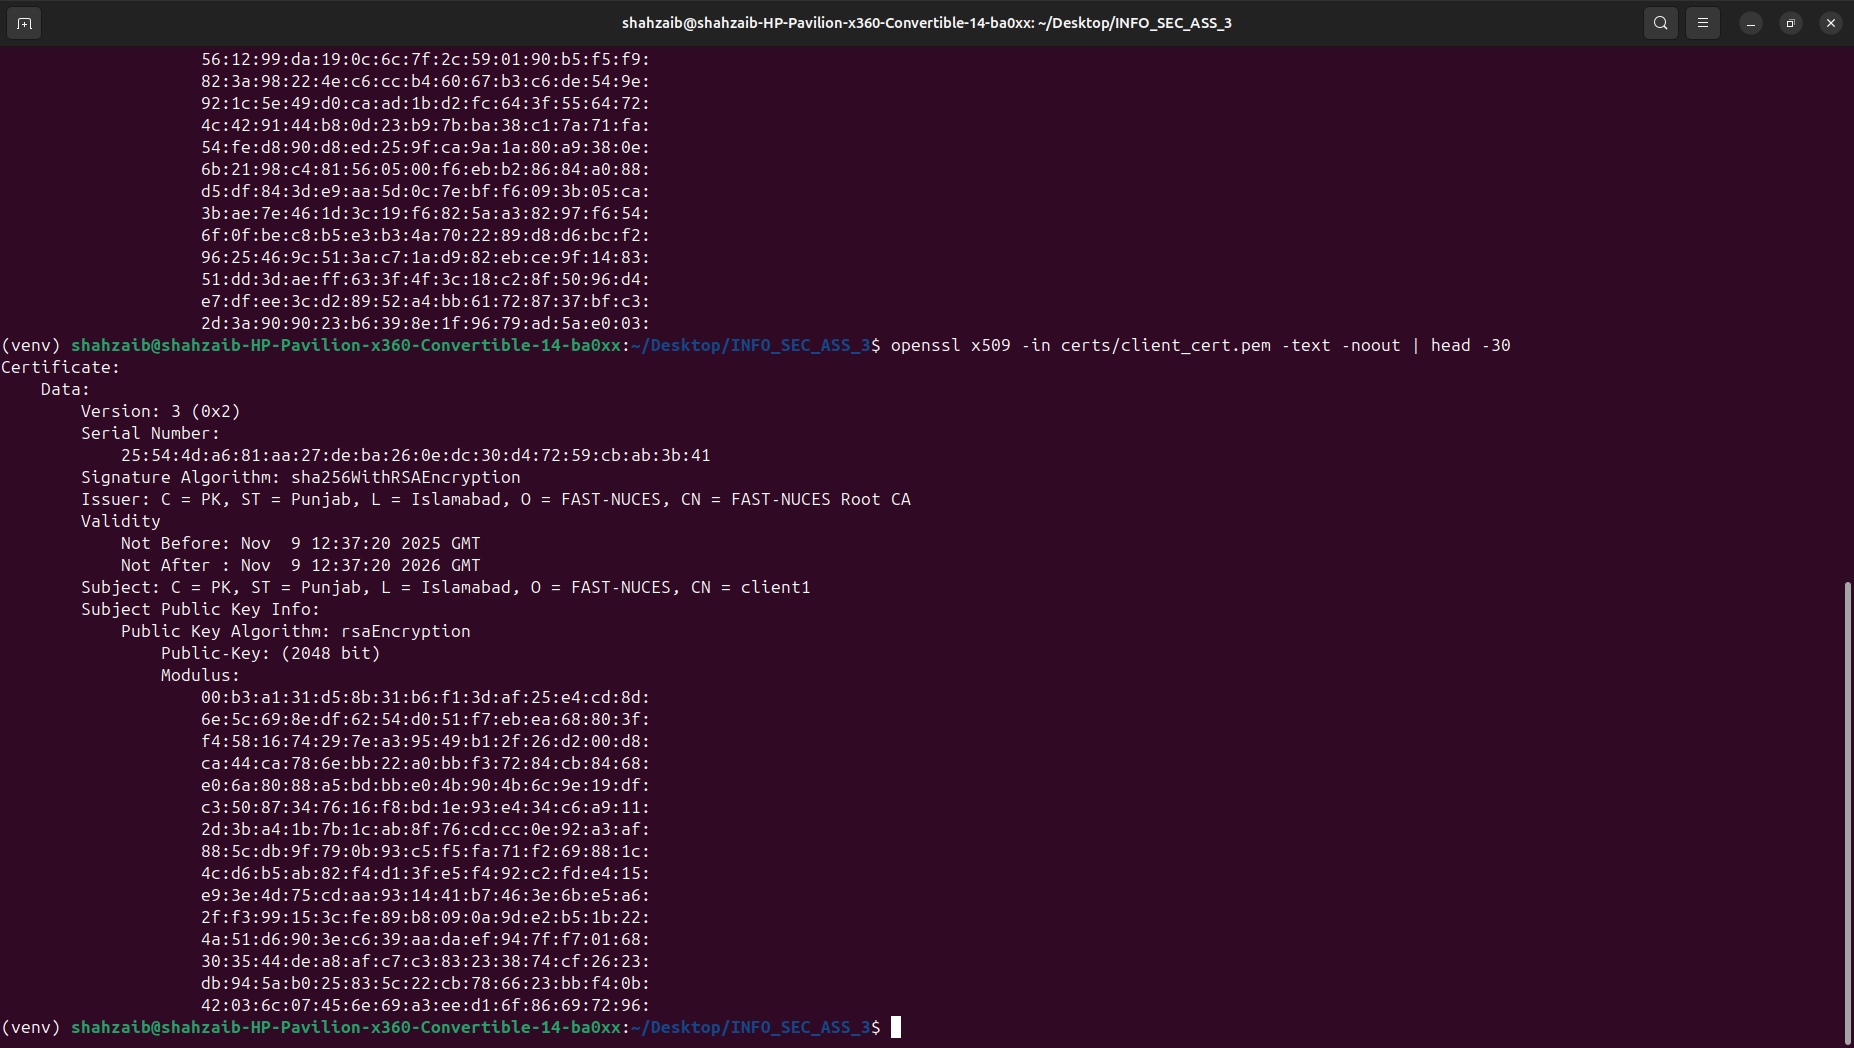 shahzaib@shahzaib-HP-Pavilion-x360-Convertible-14-ba0xx: ~/Desktop/INFO_SEC_ASS_3
56:12:99:da:19:0c:6c:7f:2c:59:01:90:b5:f5:f9:
82:3a:98:22:4e:c6:cc:b4:60:67:b3:c6:de:54:9e:
92:1c:5e:49:d0:ca:ad:1b:d2:fc:64:3f:55:64:72:
4c:42:91:44:b8:0d:23:b9:7b:ba:38:c1:7a:71:fa:
54:fe:d8:90:d8:ed:25:9f:ca:9a:1a:80:a9:38:0e:
6b:21:98:c4:81:56:05:00:f6:eb:b2:86:84:a0:88:
d5:df:84:3d:e9:aa:5d:0c:7e:bf:f6:09:3b:05:ca:
3b:ae:7e:46:1d:3c:19:f6:82:5a:a3:82:97:f6:54:
6f:0f:be:c8:b5:e3:b3:4a:70:22:89:d8:d6:bc:f2:
96:25:46:9c:51:3a:c7:1a:d9:82:eb:ce:9f:14:83:
51:dd:3d:ae:ff:63:3f:4f:3c:18:c2:8f:50:96:d4:
e7:df:ee:3c:d2:89:52:a4:bb:61:72:87:37:bf:c3:
2d:3a:90:90:23:b6:39:8e:1f:96:79:ad:5a:e0:03:
(venv) shahzaib@shahzaib-HP-Pavilion-x360-Convertible-14-ba0xx:~/Desktop/INFO_SEC_ASS_3$ openssl x509 -in certs/client_cert.pem -text -noout | head -30
Certificate:
Data:
Version: 3 (0x2)
Serial Number:
25:54:4d:a6:81:aa:27:de:ba:26:0e:dc:30:d4:72:59:cb:ab:3b:41
Signature Algorithm: sha256WithRSAEncryption
Issuer: C = PK, ST = Punjab, L = Islamabad, O = FAST-NUCES, CN = FAST-NUCES Root CA
Validity
Not Before: Nov  9 12:37:20 2025 GMT
Not After : Nov  9 12:37:20 2026 GMT
Subject: C = PK, ST = Punjab, L = Islamabad, O = FAST-NUCES, CN = client1
Subject Public Key Info:
Public Key Algorithm: rsaEncryption
Public-Key: (2048 bit)
Modulus:
00:b3:a1:31:d5:8b:31:b6:f1:3d:af:25:e4:cd:8d:
6e:5c:69:8e:df:62:54:d0:51:f7:eb:ea:68:80:3f:
f4:58:16:74:29:7e:a3:95:49:b1:2f:26:d2:00:d8:
ca:44:ca:78:6e:bb:22:a0:bb:f3:72:84:cb:84:68:
e0:6a:80:88:a5:bd:bb:e0:4b:90:4b:6c:9e:19:df:
c3:50:87:34:76:16:f8:bd:1e:93:e4:34:c6:a9:11:
2d:3b:a4:1b:7b:1c:ab:8f:76:cd:cc:0e:92:a3:af:
88:5c:db:9f:79:0b:93:c5:f5:fa:71:f2:69:88:1c:
4c:d6:b5:ab:82:f4:d1:3f:e5:f4:92:c2:fd:e4:15:
e9:3e:4d:75:cd:aa:93:14:41:b7:46:3e:6b:e5:a6:
2f:f3:99:15:3c:fe:89:b8:09:0a:9d:e2:b5:1b:22:
4a:51:d6:90:3e:c6:39:aa:da:ef:94:7f:f7:01:68:
30:35:44:de:a8:af:c7:c3:83:23:38:74:cf:26:23:
db:94:5a:b0:25:83:5c:22:cb:78:66:23:bb:f4:0b:
42:03:6c:07:45:6e:69:a3:ee:d1:6f:86:69:72:96:
(venv) shahzaib@shahzaib-HP-Pavilion-x360-Convertible-14-ba0xx:~/Desktop/INFO_SEC_ASS_3$